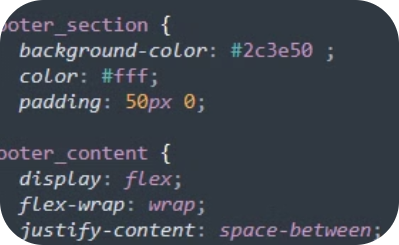 ooter_section {
background-color: #2c3e50 ;
color: #fff;
padding: 50px 0;
ooter_content {
display: flex;
flex-wrap: wrap;
justify-content: space-between;